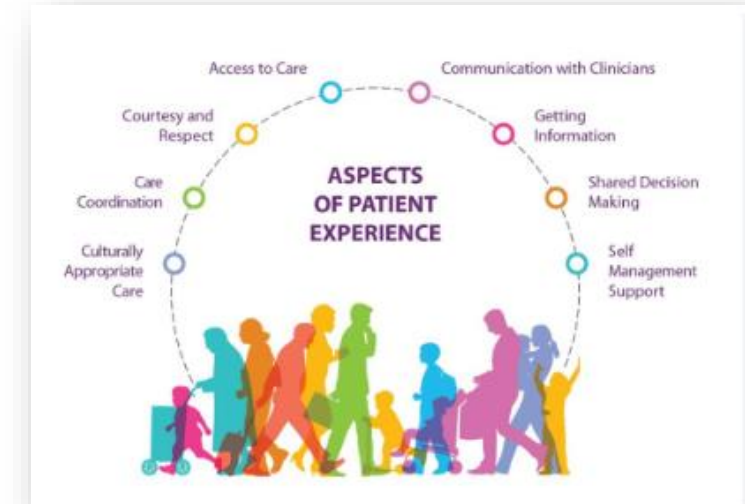 Access to Care
Communication with Clinicians
Courtesy and
Respect
Getting
Information
ASPECTS
OF PATIENT
EXPERIENCE
Care
Coordination
Shared Decision
Making
Culturally
Appropriate
Care
Self
Management
Support